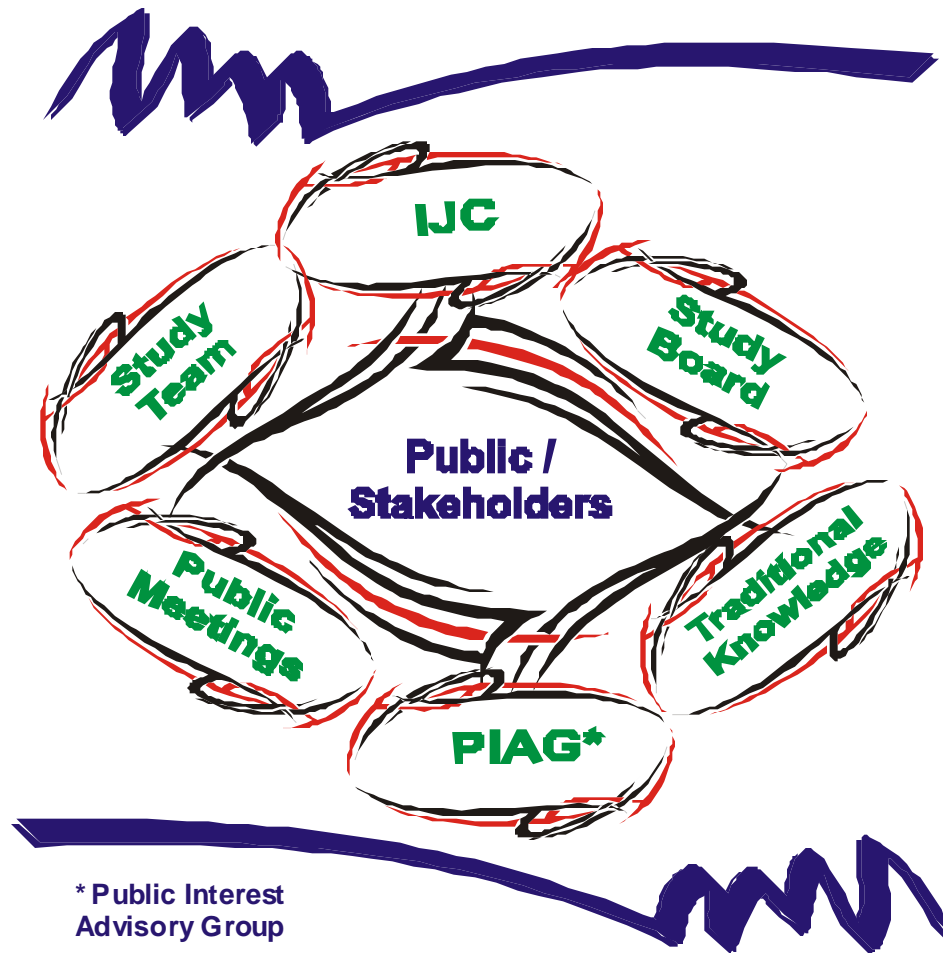 IJC
Study
Team
Study
Board
Public /
Stakeholders
Public
Meetings
Traditional
Knowledge
PIAG*
* Public Interest
Advisory Group